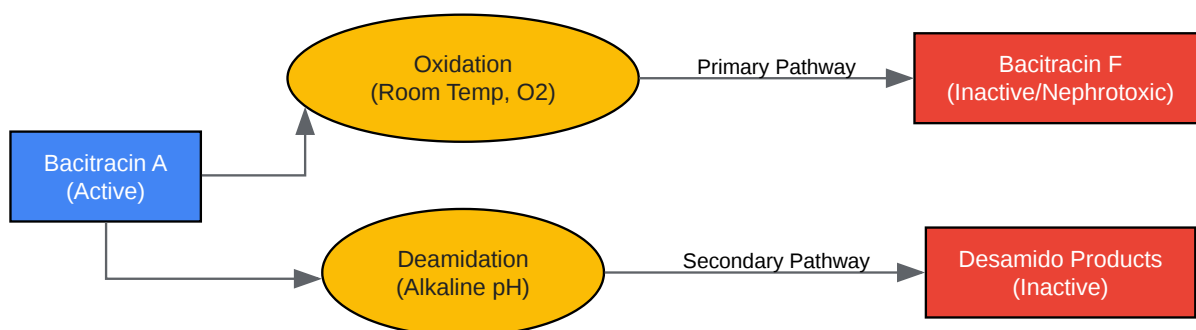 Oxidation
(Room Temp, O2)
Primary Pathway
Bacitracin F
(Inactive/Nephrotoxic)
Bacitracin A
(Active)
Deamidation
(Alkaline pH)
Secondary Pathway
Desamido Products
(Inactive)